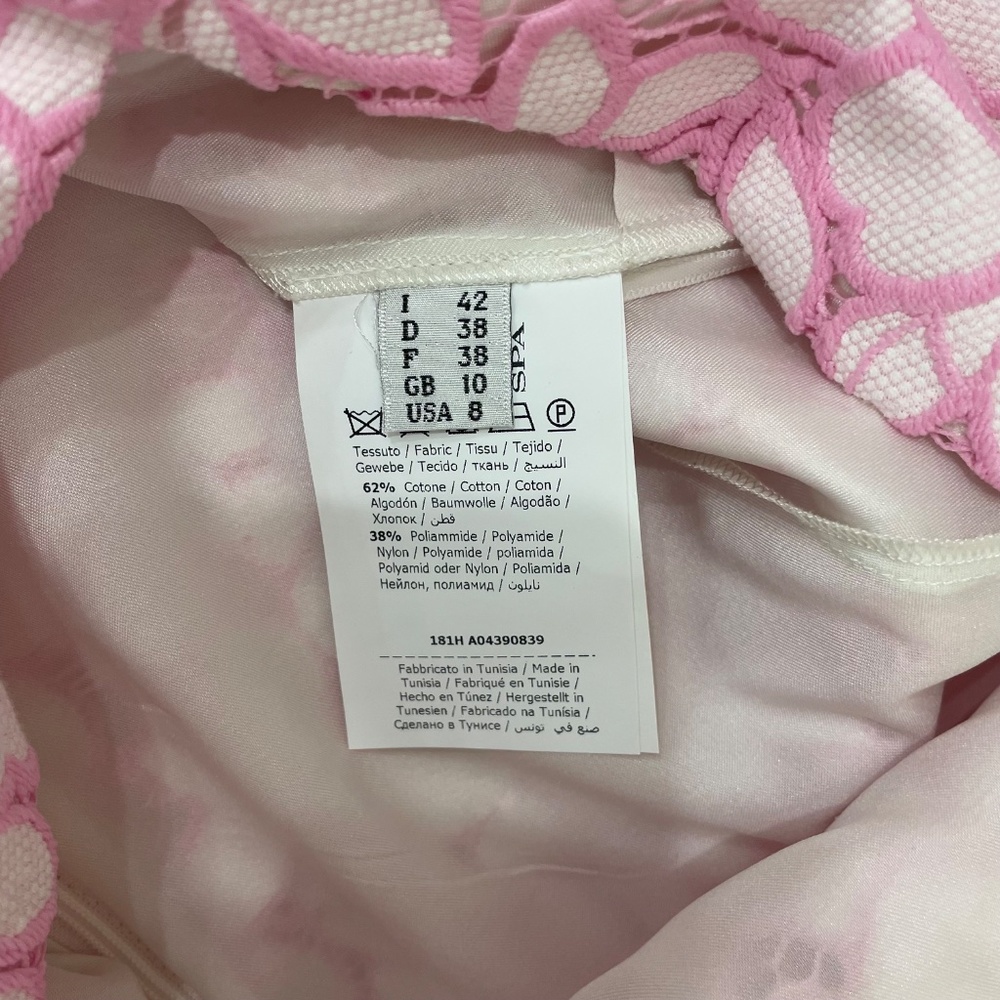 I 42
D 38
F 38
GB 10
USA 8
SPA
P
Tessuto / Fabric / Tissu / Tejido /
Gewebe / Tecido / ткань / النسيج
62% Cotone / Cotton / Coton /
Algodón / Baumwolle / Algodão /
Хлопок / قطن
38% Poliammide / Polyamide /
Nylon / Polyamide / poliamida /
Polyamid oder Nylon / Poliamida /
Нейлон, полиамид / نايلون
181H A04390839
Fabbricato in Tunisia / Made in
Tunisia / Fabriqué en Tunisie /
Hecho en Túnez / Hergestellt in
Tunesien / Fabricado na Tunísia /
Сделано в Тунисе / صنع في تونس